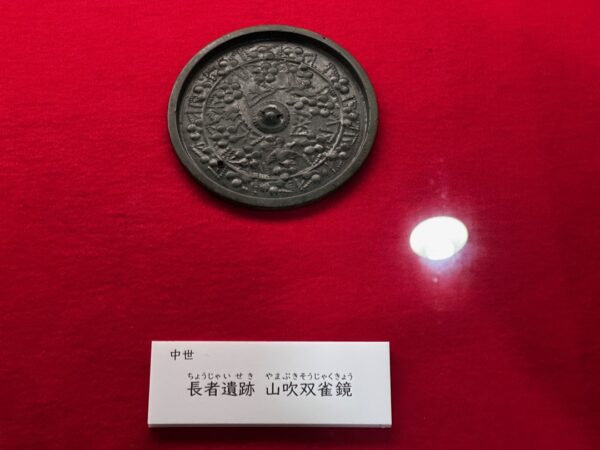 中世
ちょうじゃいせき やまぶきそうじゃくきょう
長者遺跡 山吹双雀鏡